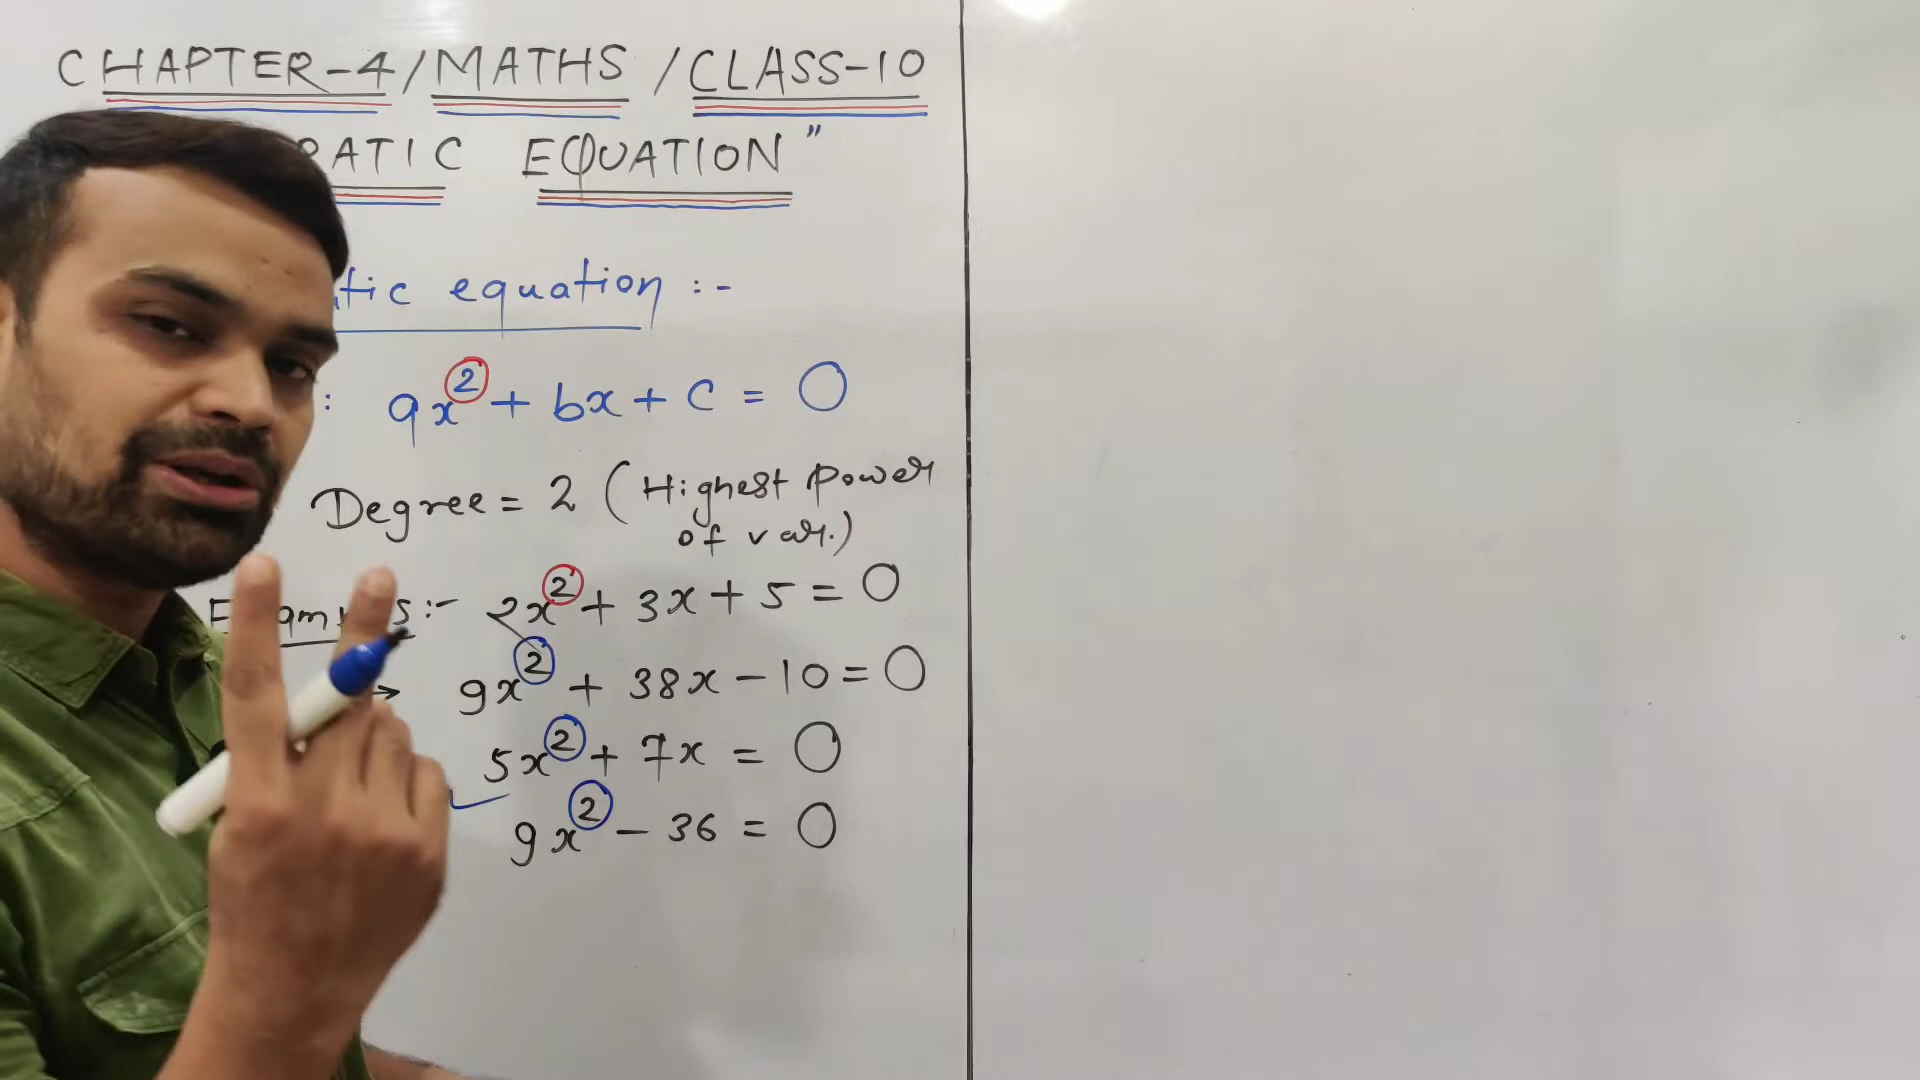 CHAPTER-4/MATHS/CLASS-10
RATIC EQUATION"
tic equation :-
: ax² + bx + c = 0
Degree = 2 (Highest Power
of var.)
:- 2x² + 3x + 5 = 0
→ 9x² + 38x - 10 = 0
5x² + 7x = 0
9x² - 36 = 0